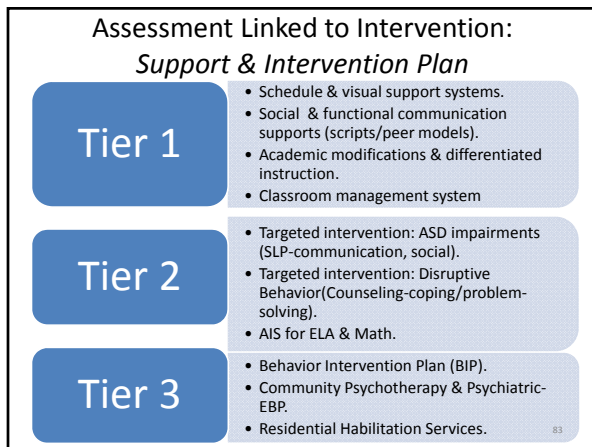 Assessment Linked to Intervention:
Support & Intervention Plan
Tier 1
• Schedule & visual support systems.
• Social & functional communication
supports (scripts/peer models).
• Academic modifications & differentiated
instruction.
• Classroom management system
Tier 2
• Targeted intervention: ASD impairments
(SLP-communication, social).
• Targeted intervention: Disruptive
Behavior(Counseling-coping/problem-
solving).
• AIS for ELA & Math.
Tier 3
• Behavior Intervention Plan (BIP).
• Community Psychotherapy & Psychiatric-
EBP.
• Residential Habilitation Services.
83